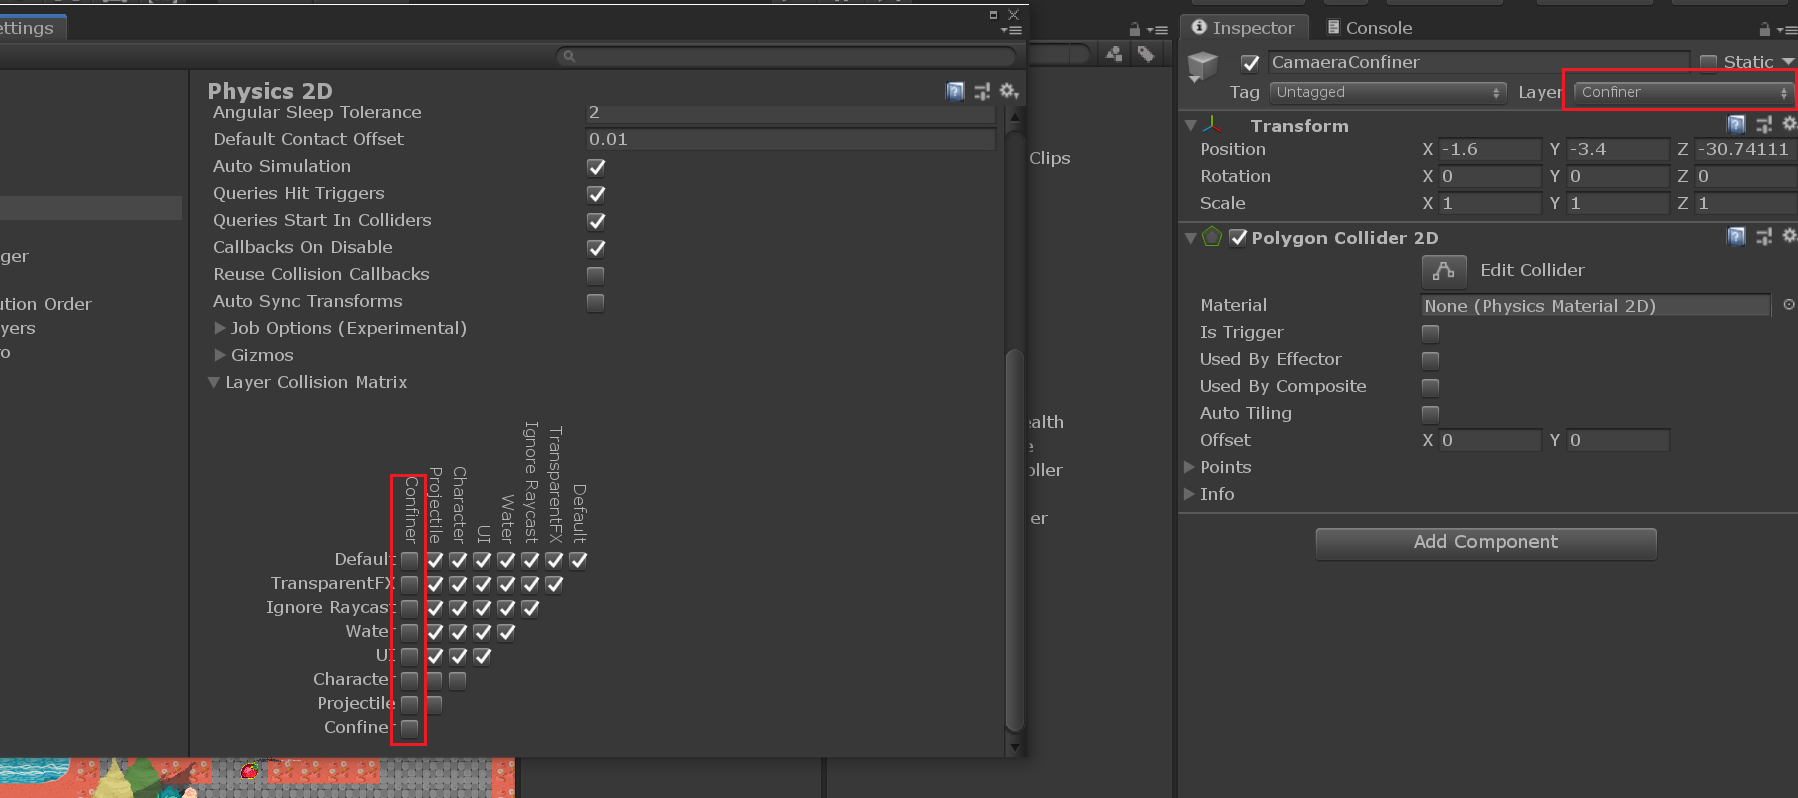 ettings
Physics 2D
Angular Sleep Tolerance 2
Default Contact Offset 0.01
Auto Simulation
Queries Hit Triggers
Queries Start In Colliders
Callbacks On Disable
Reuse Collision Callbacks
Auto Sync Transforms
Job Options (Experimental)
Gizmos
Layer Collision Matrix
Confiner
Projectile
Character
UI
Water
Ignore Raycast
TransparentFX
Default
Default
TransparentFX
Ignore Raycast
Water
UI
Character
Projectile
Confiner
ger
ution Order
yers
ro
Clips
ealth
e
oller
er
Inspector Console
CamaeraConfiner Static
Tag Untagged Layer Confiner
Transform
Position X -1.6 Y -3.4 Z -30.74111
Rotation X 0 Y 0 Z 0
Scale X 1 Y 1 Z 1
Polygon Collider 2D
Edit Collider
Material None (Physics Material 2D)
Is Trigger
Used By Effector
Used By Composite
Auto Tiling
Offset X 0 Y 0
Points
Info
Add Component